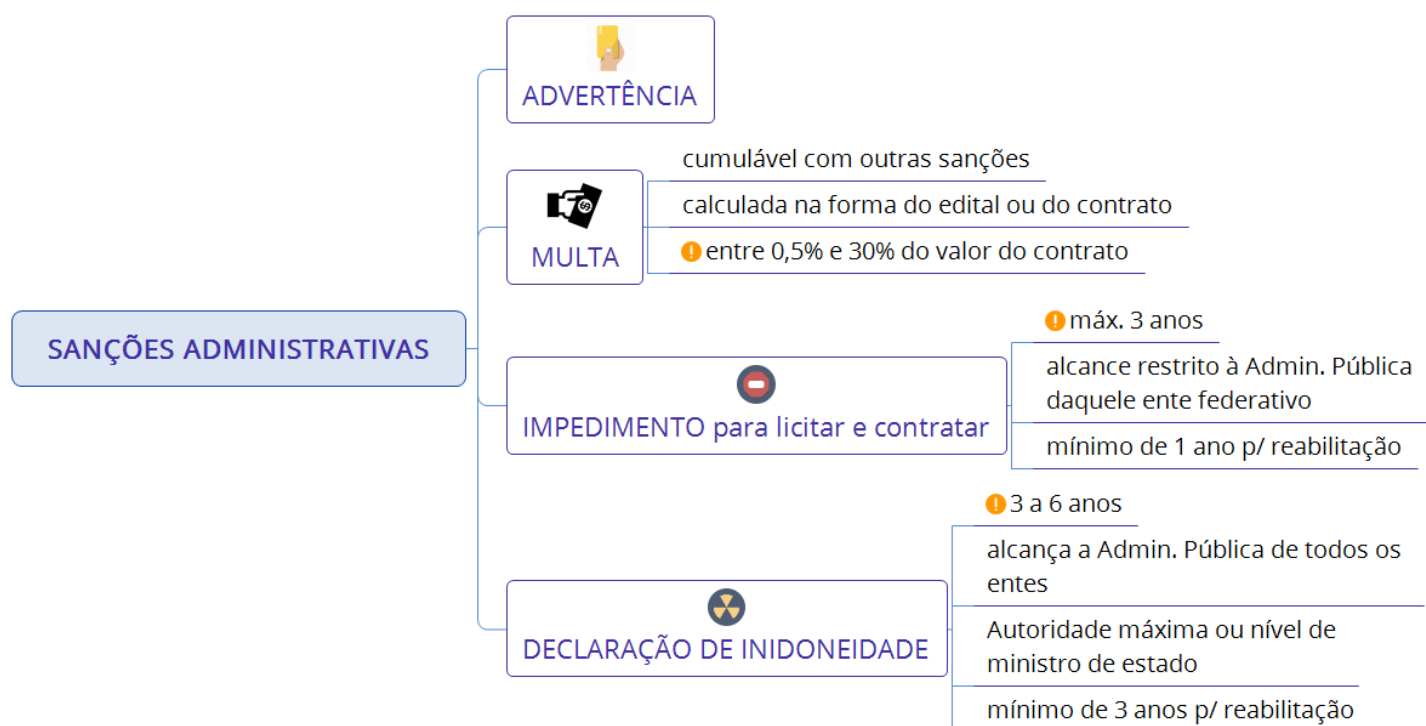 ADVERTÊNCIA
cumulável com outras sanções
calculada na forma do edital ou do contrato
MULTA
entre 0,5% e 30% do valor do contrato
SANÇÕES ADMINISTRATIVAS
máx. 3 anos
alcance restrito à Admin. Pública
daquele ente federativo
IMPEDIMENTO para licitar e contratar
mínimo de 1 ano p/ reabilitação
3 a 6 anos
alcança a Admin. Pública de todos os
entes
DECLARAÇÃO DE INIDONEIDADE
Autoridade máxima ou nível de
ministro de estado
mínimo de 3 anos p/ reabilitação